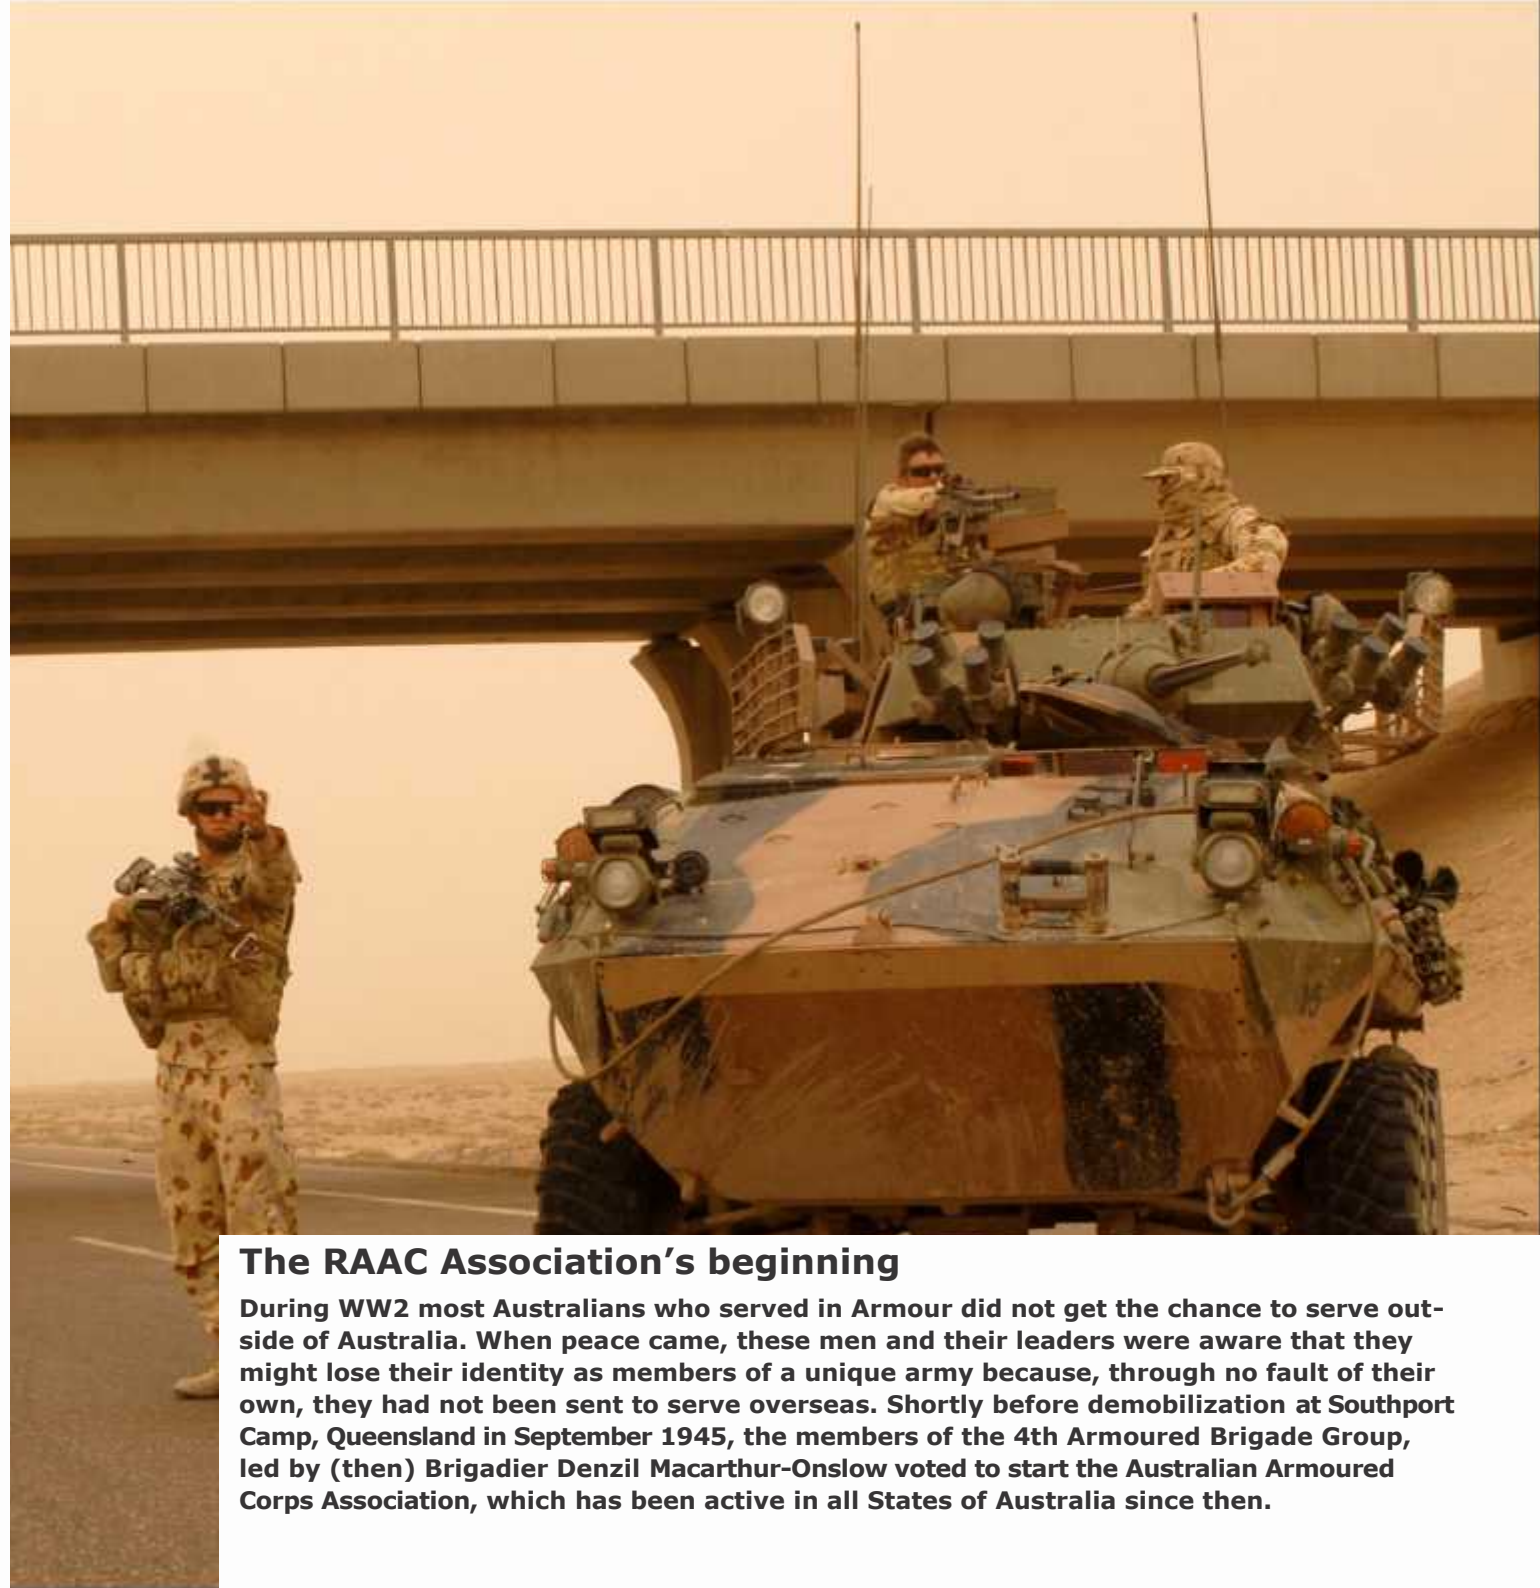 The RAAC Association’s beginning
During WW2 most Australians who served in Armour did not get the chance to serve out-
side of Australia. When peace came, these men and their leaders were aware that they
might lose their identity as members of a unique army because, through no fault of their
own, they had not been sent to serve overseas. Shortly before demobilization at Southport
Camp, Queensland in September 1945, the members of the 4th Armoured Brigade Group,
led by (then) Brigadier Denzil Macarthur-Onslow voted to start the Australian Armoured
Corps Association, which has been active in all States of Australia since then.